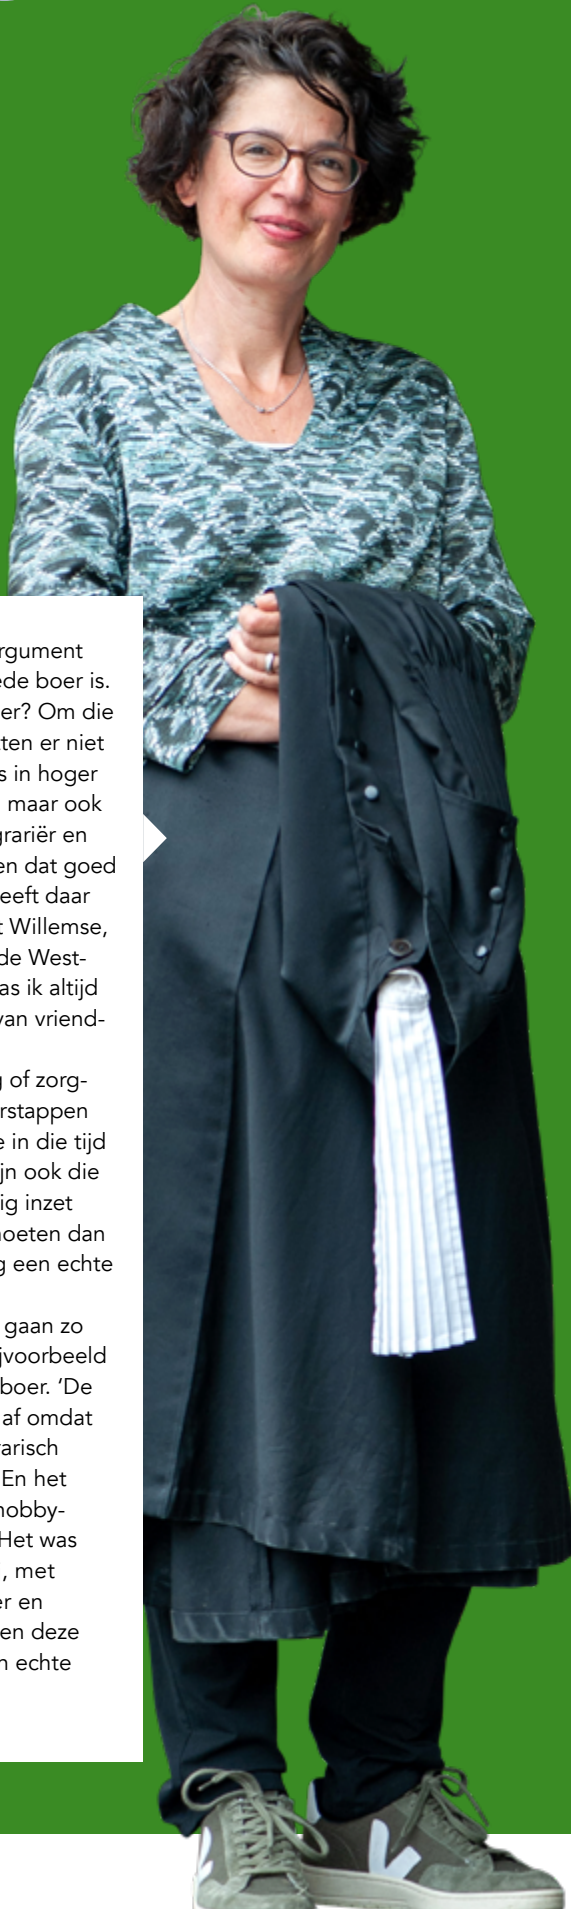 rgument
ede boer is.
er? Om die
ten er niet
s in hoger
maar ook
grariër en
en dat goed
eeft daar
t Willemse,
de West-
as ik altijd
van vriend-
g of zorg-
rstappen
e in die tijd
ijn ook die
ig inzet
noeten dan
g een echte
gaan zo
jvoorbeeld
boer. ‘De
af omdat
arisch
En het
hobby-
Het was
, met
er en
en deze
n echte